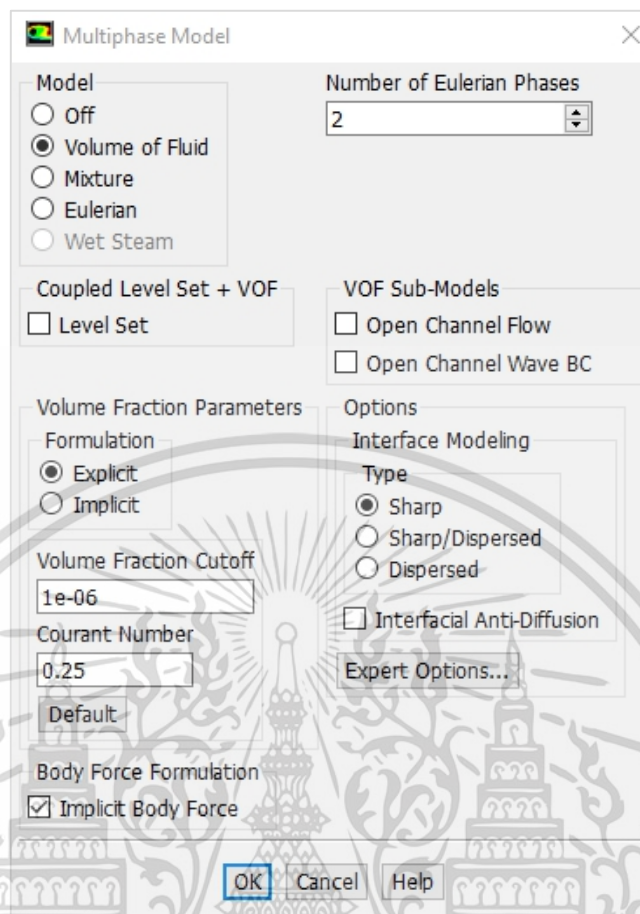 Multiphase Model
Model
Off
Volume of Fluid
Mixture
Eulerian
Wet Steam
Number of Eulerian Phases
2
Coupled Level Set + VOF
Level Set
VOF Sub-Models
Open Channel Flow
Open Channel Wave BC
Volume Fraction Parameters
Formulation
Explicit
Implicit
Volume Fraction Cutoff
1e-06
Courant Number
0.25
Default
Options
Interface Modeling
Type
Sharp
Sharp/Dispersed
Dispersed
Interfacial Anti-Diffusion
Expert Options...
Body Force Formulation
Implicit Body Force
OK Cancel Help